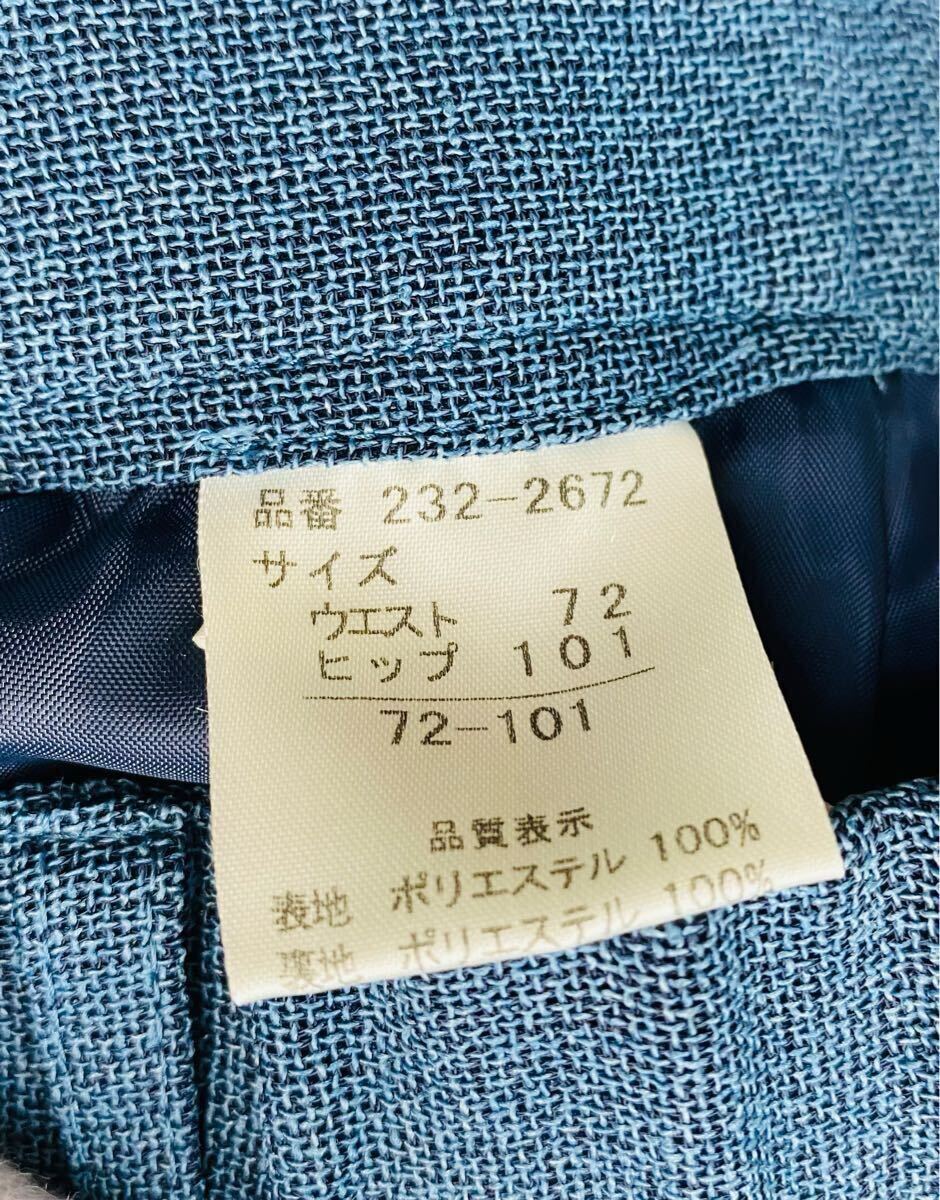 品番 232-2672
サイズ
ウエスト 72
ヒップ 101
72-101
品質表示
表地 ポリエステル 100%
裏地 ポリエステル 100%